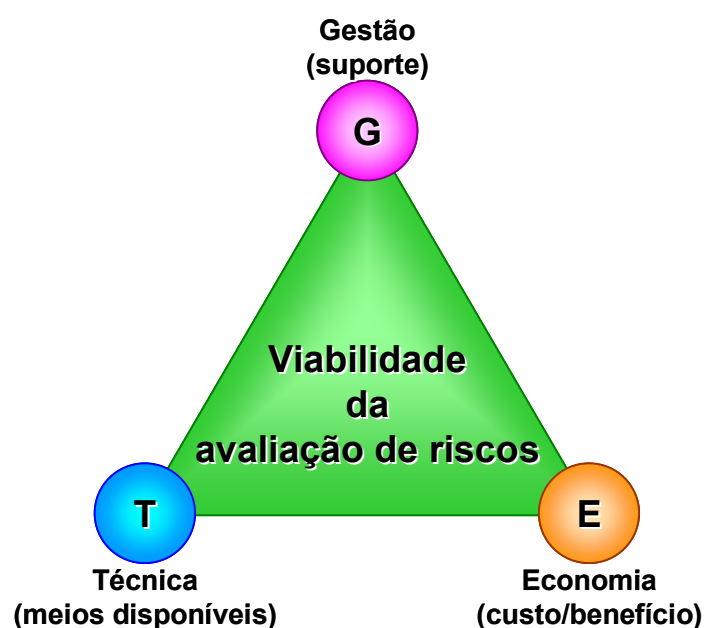 Gestão
(suporte)
G
Viabilidade
da
avaliação de riscos
T
E
Técnica
(meios disponíveis)
Economia
(custo/benefício)